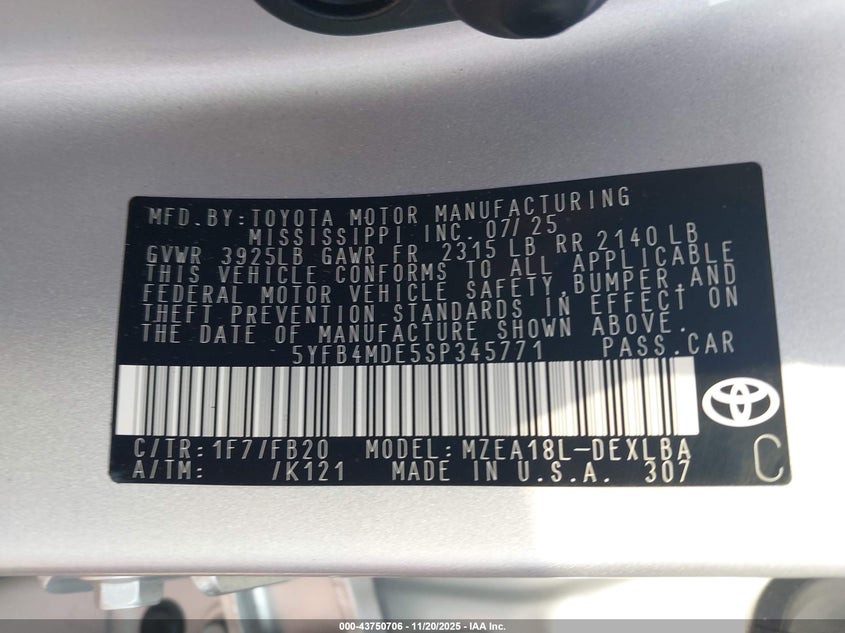 MFD. BY: TOYOTA MOTOR MANUFACTURING
MISSISSIPPI INC. 07/25
GVWR 3925LB GAWR FR 2315 LB RR 2140 LB
THIS VEHICLE CONFORMS TO ALL APPLICABLE
FEDERAL MOTOR VEHICLE SAFETY, BUMPER, AND
THEFT PREVENTION STANDARDS IN EFFECT ON
THE DATE OF MANUFACTURE SHOWN ABOVE.
5YFB4MDE5SP345771 PASS.CAR
C/TR: 1F7/FB20 MODEL: MZEA18L-DEXLBA
A/TM: /K121 MADE IN U.S.A. 307 C
000-43750706 - 11/20/2025 - IAA Inc.